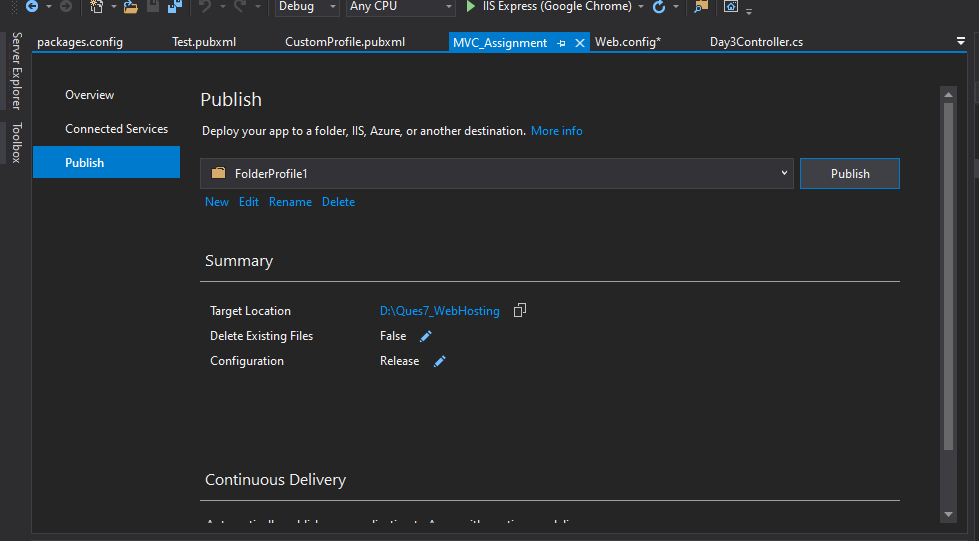 Debug Any CPU IIS Express (Google Chrome)
packages.config Test.pubxml CustomProfile.pubxml MVC_Assignment Web.config* Day3Controller.cs
Server Explorer
Toolbox
Overview
Connected Services
Publish
Publish
Deploy your app to a folder, IIS, Azure, or another destination. More info
FolderProfile1
Publish
New Edit Rename Delete
Summary
Target Location D:\Ques7_WebHosting
Delete Existing Files False
Configuration Release
Continuous Delivery